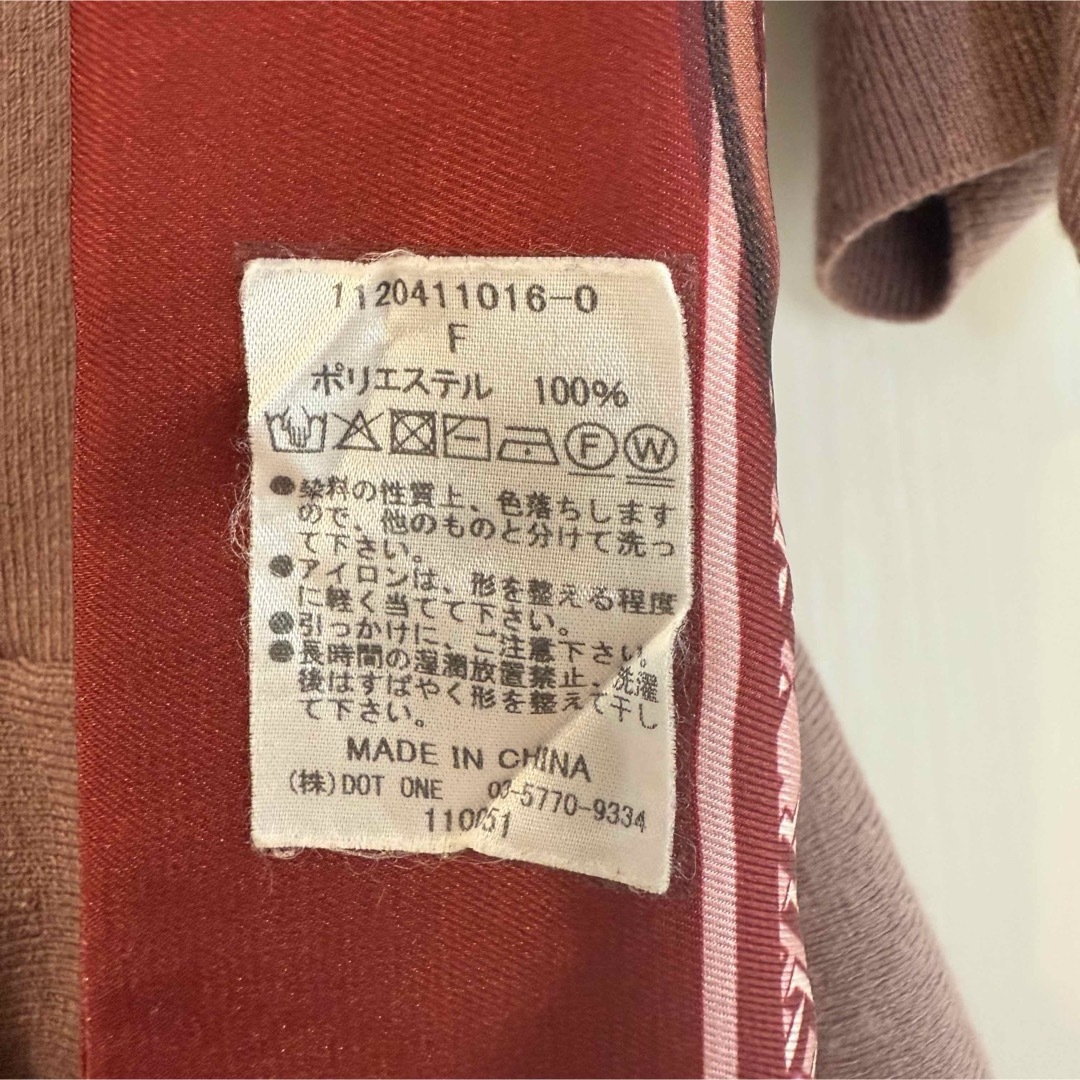 1120411016-0
F
ポリエステル 100%
F W
●染料の性質上、色落ちします
ので、他のものと分けて洗っ
て下さい。
●アイロンは、形を整える程度
に軽く当てて下さい。
●引っかけに、ご注意下さい。
●長時間の湿潤放置禁止、洗濯
後はすばやく形を整えて干し
て下さい。
MADE IN CHINA
(株)DOT ONE 03-5770-9334